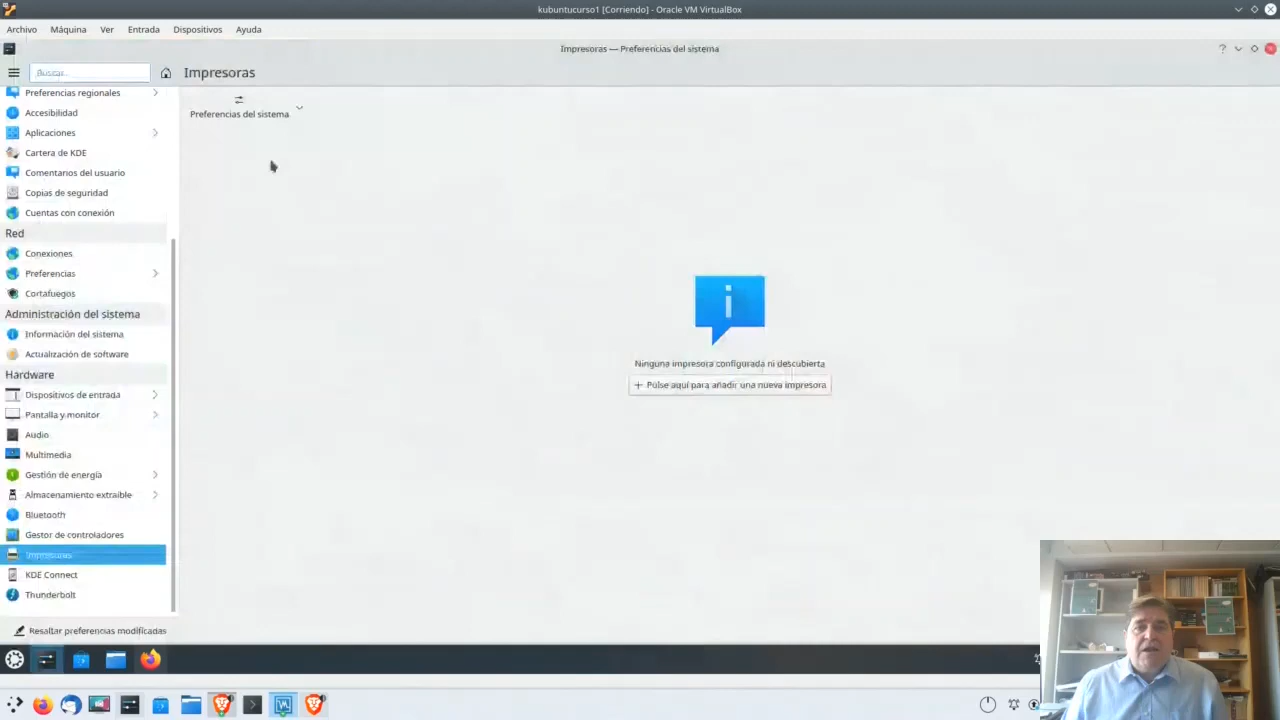 kubuntucurso1 [Corriendo] - Oracle VM VirtualBox
Archivo Máquina Ver Entrada Dispositivos Ayuda
Impresoras — Preferencias del sistema
Buscar...
Impresoras
Preferencias regionales
Accesibilidad
Aplicaciones
Cartera de KDE
Comentarios del usuario
Copias de seguridad
Cuentas con conexión
Red
Conexiones
Preferencias
Cortafuegos
Administración del sistema
Información del sistema
Actualización de software
Hardware
Dispositivos de entrada
Pantalla y monitor
Audio
Multimedia
Gestión de energía
Almacenamiento extraíble
Bluetooth
Gestor de controladores
Impresoras
KDE Connect
Thunderbolt
Resaltar preferencias modificadas
Preferencias del sistema
Ninguna impresora configurada ni descubierta
+ Pulse aquí para añadir una nueva impresora